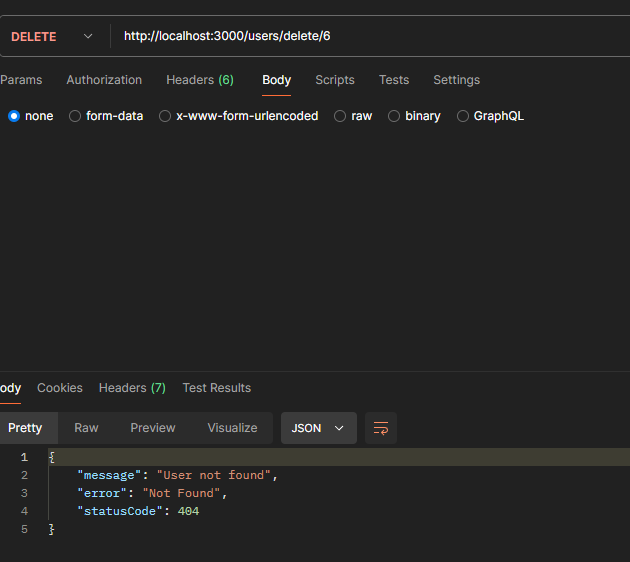 DELETE http://localhost:3000/users/delete/6
Params Authorization Headers (6) Body Scripts Tests Settings
none form-data x-www-form-urlencoded raw binary GraphQL
ody Cookies Headers (7) Test Results
Pretty Raw Preview Visualize JSON
1 {
2 "message": "User not found",
3 "error": "Not Found",
4 "statusCode": 404
5 }